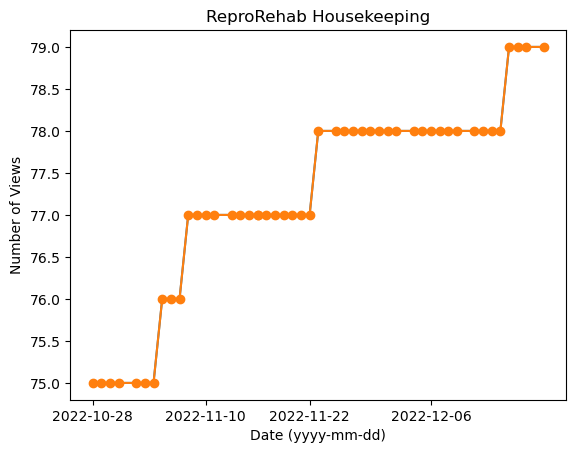 ReproRehab Housekeeping
79.0
78.5
78.0
77.5
77.0
76.5
76.0
75.5
75.0
Number of Views
2022-10-28 2022-11-10 2022-11-22 2022-12-06
Date (yyyy-mm-dd)